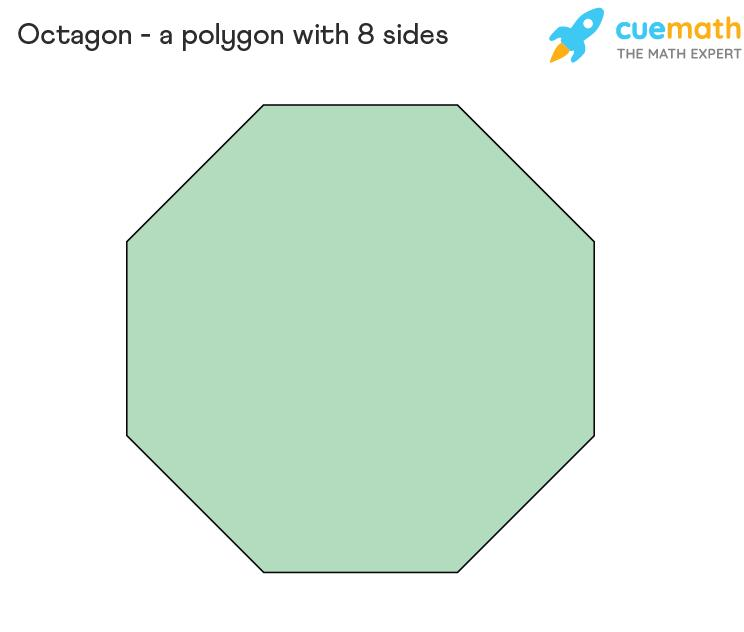 Octagon - a polygon with 8 sides
cuemath
THE MATH EXPERT